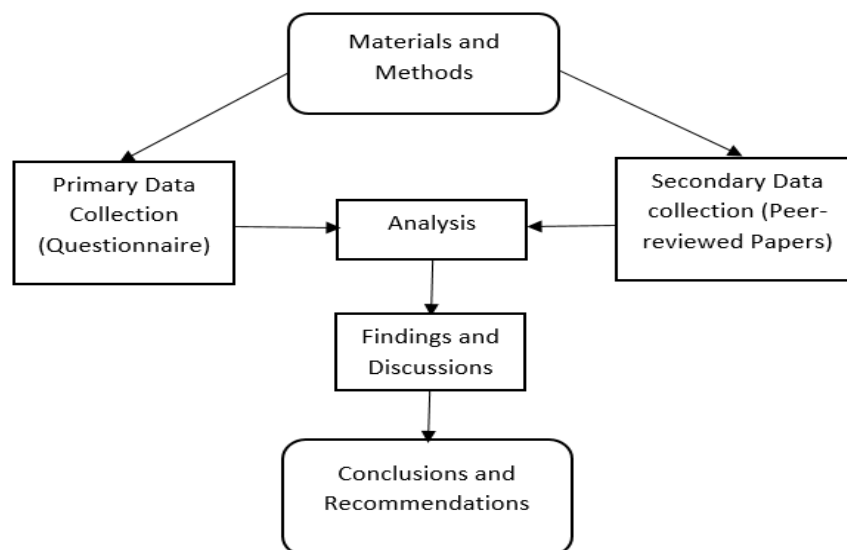 Materials and
Methods
Primary Data
Collection
(Questionnaire)
Analysis
Secondary Data
collection (Peer-
reviewed Papers)
Findings and
Discussions
Conclusions and
Recommendations